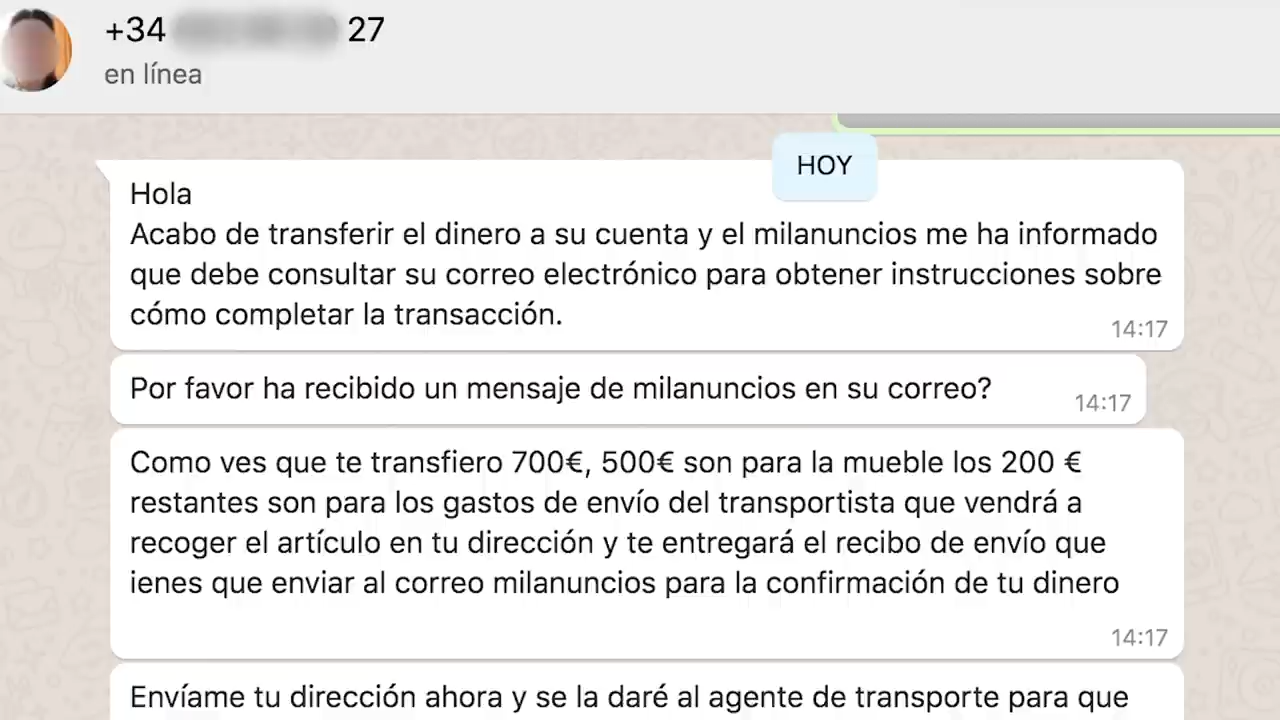 +34 27
en línea
HOY
Hola
Acabo de transferir el dinero a su cuenta y el milanuncios me ha informado
que debe consultar su correo electrónico para obtener instrucciones sobre
cómo completar la transacción.
14:17
Por favor ha recibido un mensaje de milanuncios en su correo?
14:17
Como ves que te transfiero 700€, 500€ son para la mueble los 200 €
restantes son para los gastos de envío del transportista que vendrá a
recoger el artículo en tu dirección y te entregará el recibo de envío que
ienes que enviar al correo milanuncios para la confirmación de tu dinero
14:17
Envíame tu dirección ahora y se la daré al agente de transporte para que